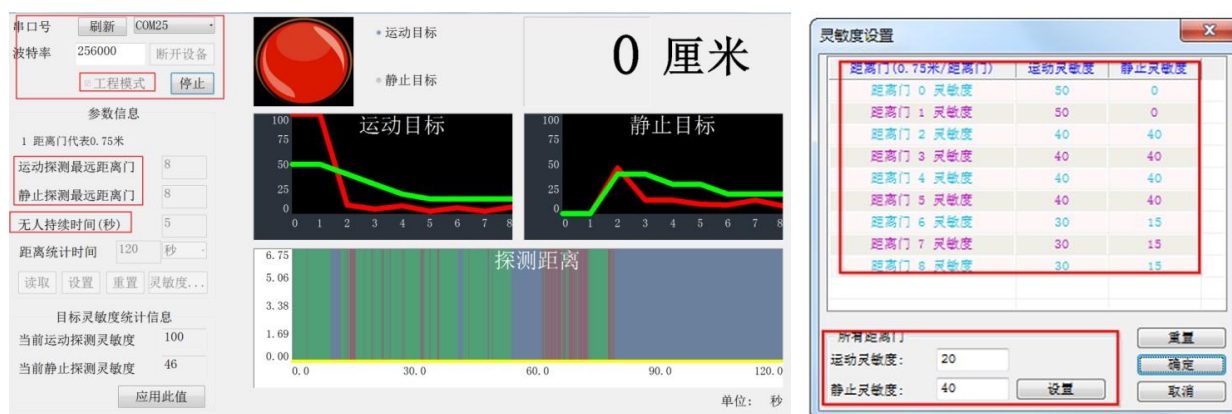 串口号 刷新 COM25
波特率 256000 断开设备
工程模式 停止
参数信息
1 距离门代表0.75米
运动探测最远距离门 8
静止探测最远距离门 8
无人持续时间(秒) 5
距离统计时间 120 秒
读取 设置 重置 灵敏度...
目标灵敏度统计信息
当前运动探测灵敏度 100
当前静止探测灵敏度 46
应用此值
运动目标
静止目标
0 厘米
运动目标
100
75
50
25
0
0 1 2 3 4 5 6 7 8
静止目标
100
75
50
25
0
0 1 2 3 4 5 6 7 8
探测距离
6.75
5.06
3.38
1.69
0.00
0.0 30.0 60.0 90.0 120.0
单位: 秒
灵敏度设置
距离门(0.75米/距离门) 运动灵敏度 静止灵敏度
距离门 0 灵敏度 50 0
距离门 1 灵敏度 50 0
距离门 2 灵敏度 40 40
距离门 3 灵敏度 40 40
距离门 4 灵敏度 40 40
距离门 5 灵敏度 40 40
距离门 6 灵敏度 30 15
距离门 7 灵敏度 30 15
距离门 8 灵敏度 30 15
所有距离门
运动灵敏度: 20
静止灵敏度: 40 设置
重置
确定
取消